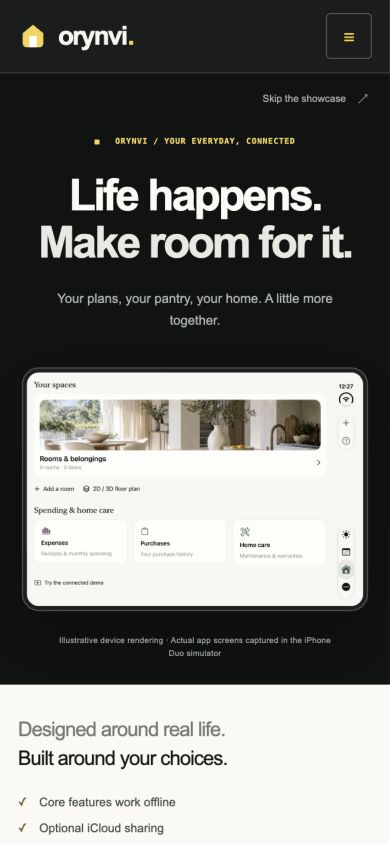 orynvi.
Skip the showcase ↗
ORYNVI / YOUR EVERYDAY, CONNECTED
Life happens.
Make room for it.
Your plans, your pantry, your home. A little more
together.
Your spaces
12:27
Rooms & belongings
0 rooms · 0 items
+ Add a room
2D / 3D floor plan
Spending & home care
Expenses
Receipts & monthly spending
Purchases
Your purchase history
Home care
Maintenance & warranties
Try the connected demo
Illustrative device rendering · Actual app screens captured in the iPhone
Duo simulator
Designed around real life.
Built around your choices.
✓ Core features work offline
✓ Optional iCloud sharing